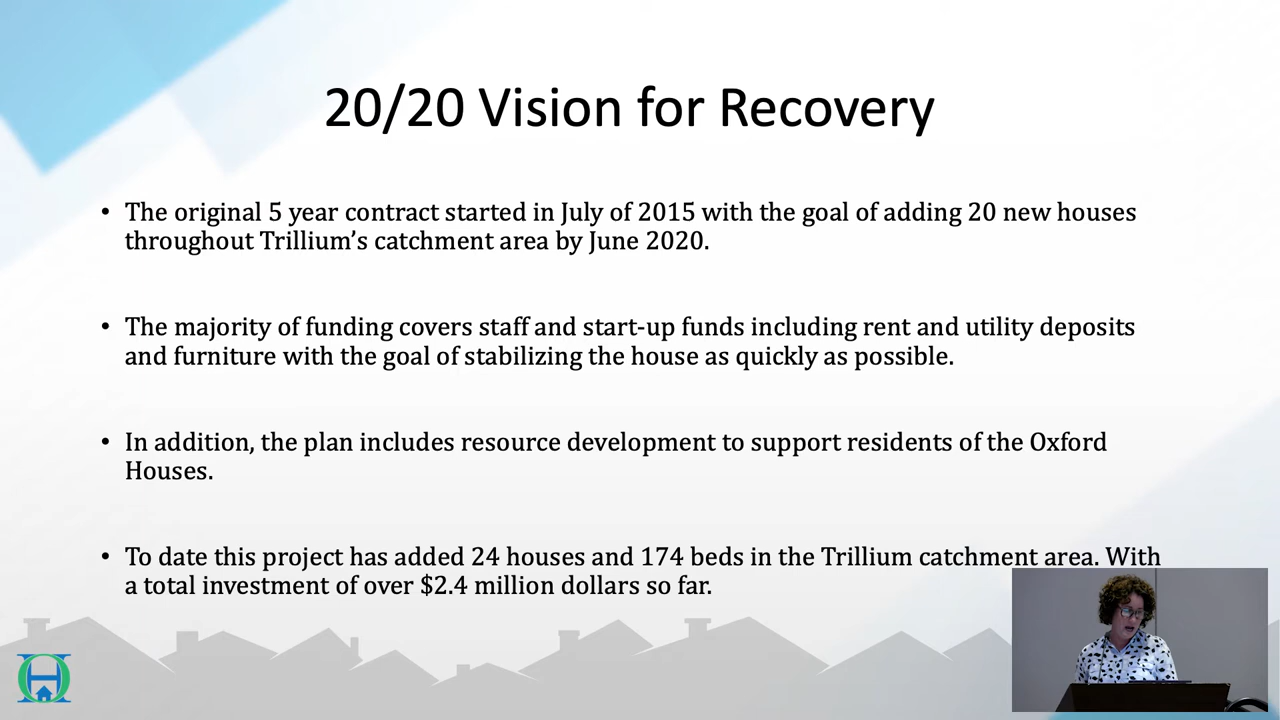 20/20 Vision for Recovery
• The original 5 year contract started in July of 2015 with the goal of adding 20 new houses
throughout Trillium’s catchment area by June 2020.
• The majority of funding covers staff and start-up funds including rent and utility deposits
and furniture with the goal of stabilizing the house as quickly as possible.
• In addition, the plan includes resource development to support residents of the Oxford
Houses.
• To date this project has added 24 houses and 174 beds in the Trillium catchment area. With
a total investment of over $2.4 million dollars so far.